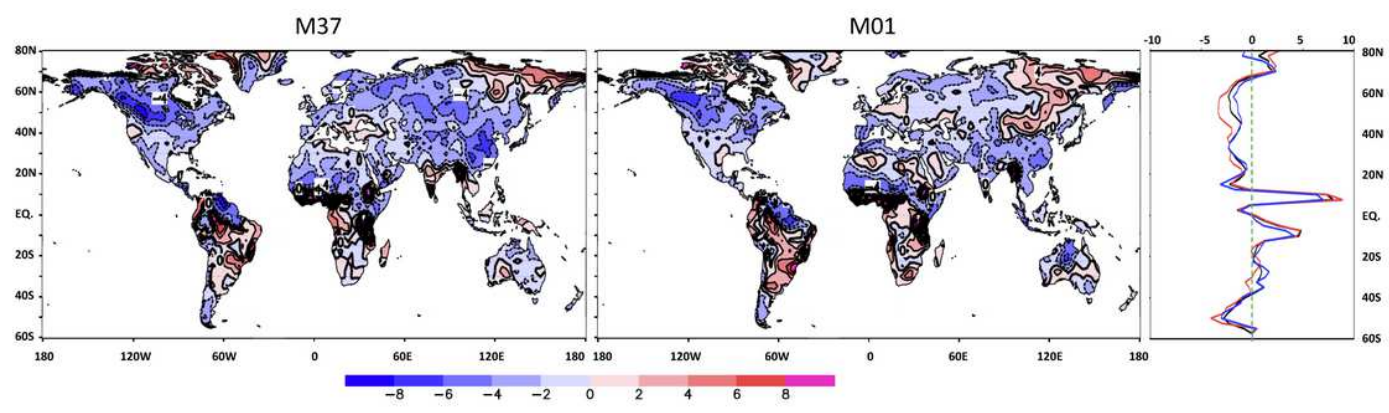 M37 M01
-10 -5 0 5 10
80N 80N
60N 60N
40N 40N
20N 20N
EQ. EQ.
20S 20S
40S 40S
60S 60S
180 120W 60W 0 60E 120E 180 180 120W 60W 0 60E 120E 180
-8 -6 -4 -2 0 2 4 6 8